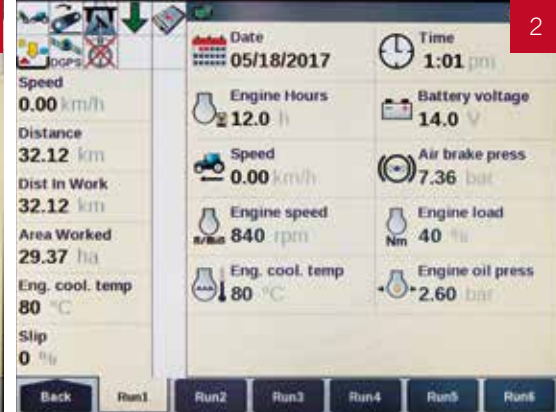 2
DGPS
Speed
0.00 km/h
Distance
32.12 km
Dist In Work
32.12 km
Area Worked
29.37 ha
Eng. cool. temp
80 °C
Slip
0 %
Date
05/18/2017
Time
1:01 pm
Engine Hours
12.0 h
Battery voltage
14.0 V
Speed
0.00 km/h
Air brake press
7.36 bar
Engine speed
840 rpm
Engine load
Nm 40 %
Eng. cool. temp
80 °C
Engine oil press
2.60 bar
Back Run1 Run2 Run3 Run4 Run5 Run6